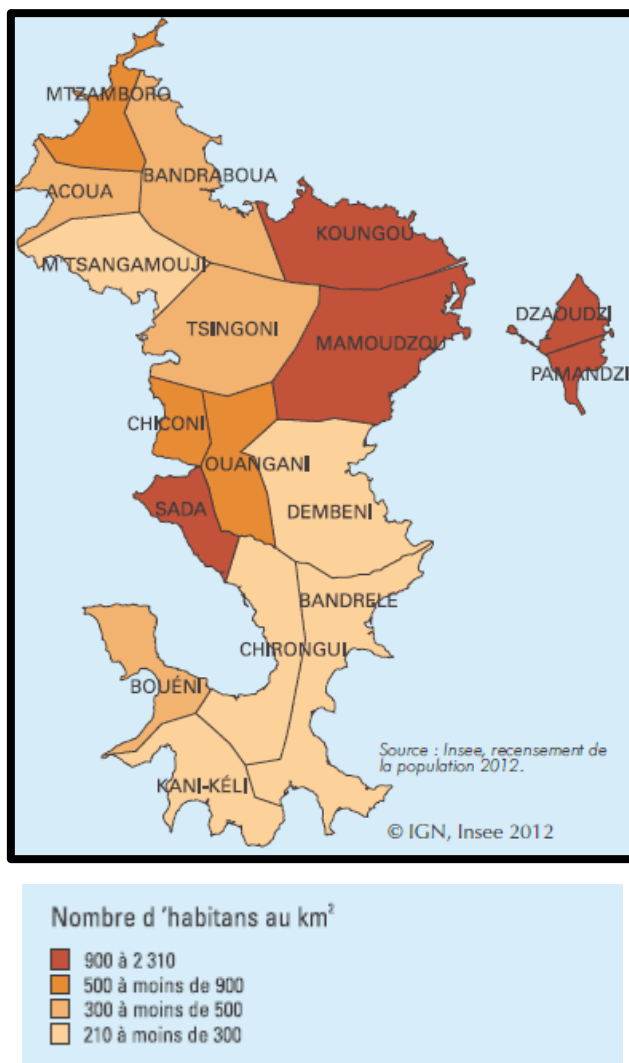 MTZAMBORO
BANDRABOUA
ACOUA
KOUNGOU
M'TSANGAMOUJI
DZAOUDZI
TSINGONI
MAMOUDZOU
PAMANDZI
CHICONI
OUANGANI
SADA
DEMBENI
BANDRELE
CHIRONGUI
BOUÉNI
Source : Insee, recensement de
la population 2012.
KANI-KÉLI
© IGN, Insee 2012
Nombre d 'habitans au km²
900 à 2 310
500 à moins de 900
300 à moins de 500
210 à moins de 300